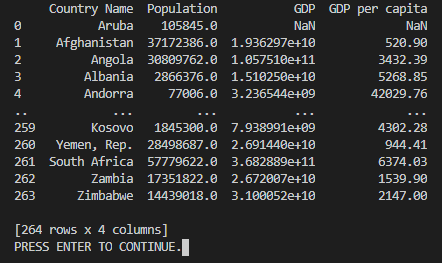 Country Name Population GDP GDP per capita
0 Aruba 105845.0 NaN NaN
1 Afghanistan 37172386.0 1.936297e+10 520.90
2 Angola 30809762.0 1.057510e+11 3432.39
3 Albania 2866376.0 1.510250e+10 5268.85
4 Andorra 77006.0 3.236544e+09 42029.76
.. ... ... ... ...
259 Kosovo 1845300.0 7.938991e+09 4302.28
260 Yemen, Rep. 28498687.0 2.691440e+10 944.41
261 South Africa 57779622.0 3.682889e+11 6374.03
262 Zambia 17351822.0 2.672007e+10 1539.90
263 Zimbabwe 14439018.0 3.100052e+10 2147.00
[264 rows x 4 columns]
PRESS ENTER TO CONTINUE.